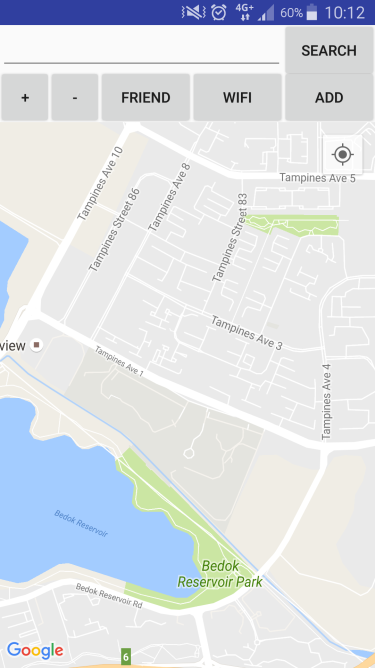 4G+ 60% 10:12
SEARCH
+ - FRIEND WIFI ADD
Tampines Ave 5
Tampines Ave 10
Tampines Ave 8
Tampines Street 86
Tampines Street 83
Tampines Ave 3
view
Tampines Ave 1
Tampines Ave 4
Bedok Reservoir
Bedok
Reservoir Park
Bedok Reservoir Rd
Google
6